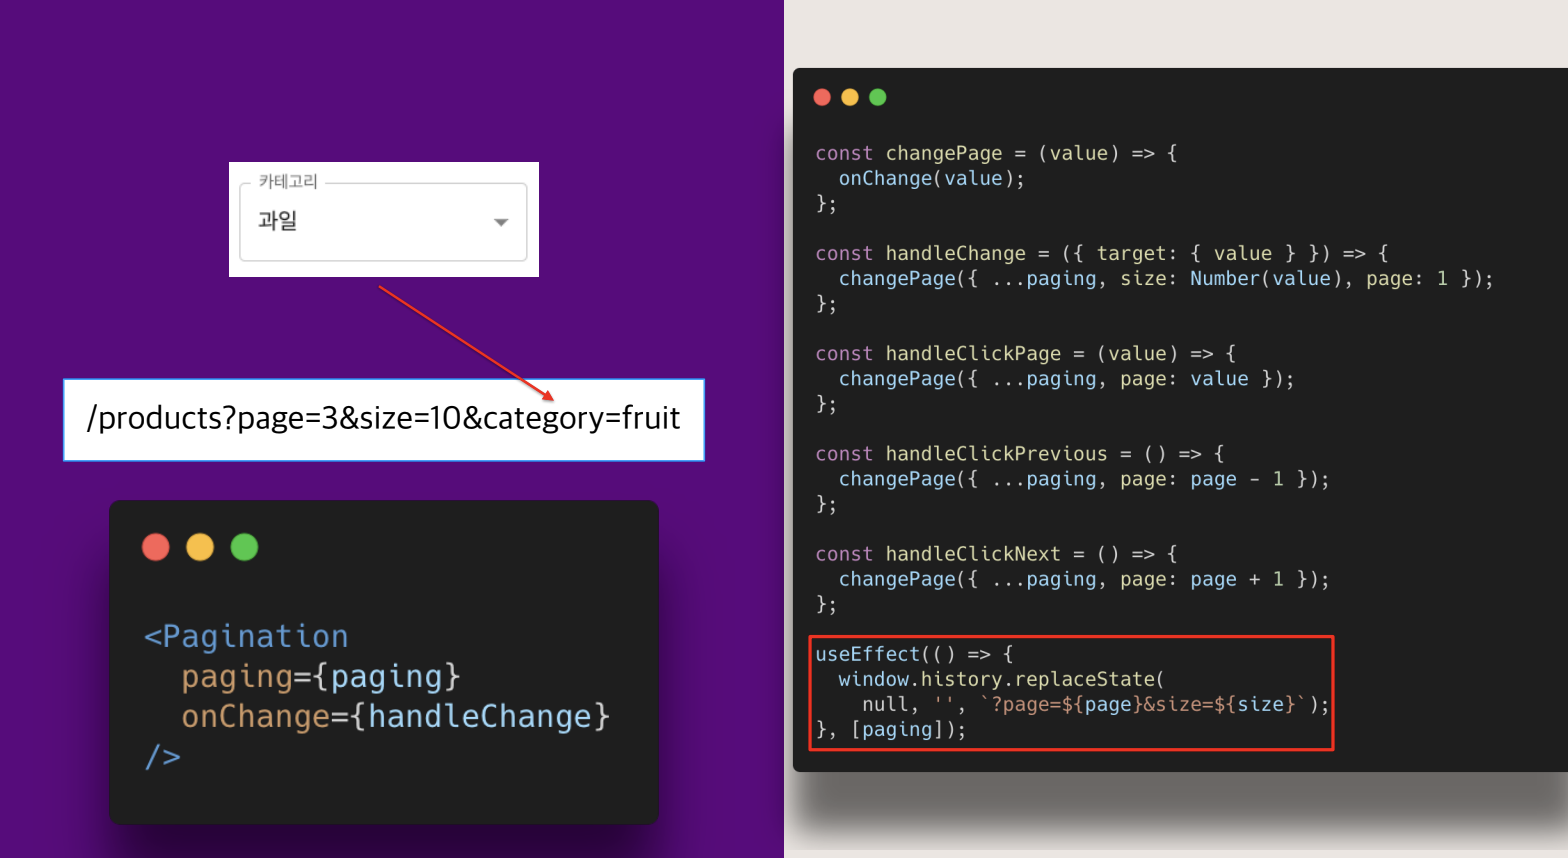 카테고리
과일
/products?page=3&size=10&category=fruit
<Pagination
  paging={paging}
  onChange={handleChange}
/>
const changePage = (value) => {
  onChange(value);
};
const handleChange = ({ target: { value } }) => {
  changePage({ ...paging, size: Number(value), page: 1 });
};
const handleClickPage = (value) => {
  changePage({ ...paging, page: value });
};
const handleClickPrevious = () => {
  changePage({ ...paging, page: page - 1 });
};
const handleClickNext = () => {
  changePage({ ...paging, page: page + 1 });
};
useEffect(() => {
  window.history.replaceState(
    null, '', `?page=${page}&size=${size}`);
}, [paging]);